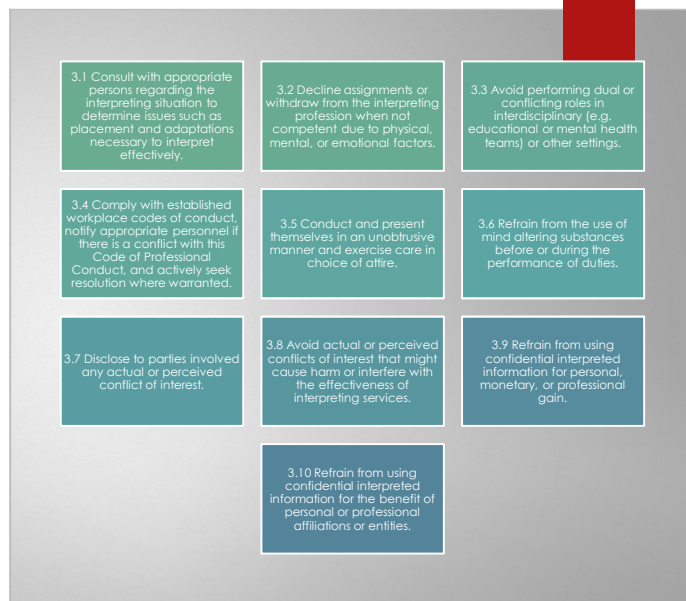 3.1 Consult with appropriate
persons regarding the
interpreting situation to
determine issues such as
placement and adaptations
necessary to interpret
effectively.
3.2 Decline assignments or
withdraw from the interpreting
profession when not
competent due to physical,
mental, or emotional factors.
3.3 Avoid performing dual or
conflicting roles in
interdisciplinary (e.g.
educational or mental health
teams) or other settings.
3.4 Comply with established
workplace codes of conduct,
notify appropriate personnel if
there is a conflict with this
Code of Professional
Conduct, and actively seek
resolution where warranted.
3.5 Conduct and present
themselves in an unobtrusive
manner and exercise care in
choice of attire.
3.6 Refrain from the use of
mind altering substances
before or during the
performance of duties.
3.7 Disclose to parties involved
any actual or perceived
conflict of interest.
3.8 Avoid actual or perceived
conflicts of interest that might
cause harm or interfere with
the effectiveness of
interpreting services.
3.9 Refrain from using
confidential interpreted
information for personal,
monetary, or professional
gain.
3.10 Refrain from using
confidential interpreted
information for the benefit of
personal or professional
affiliations or entities.